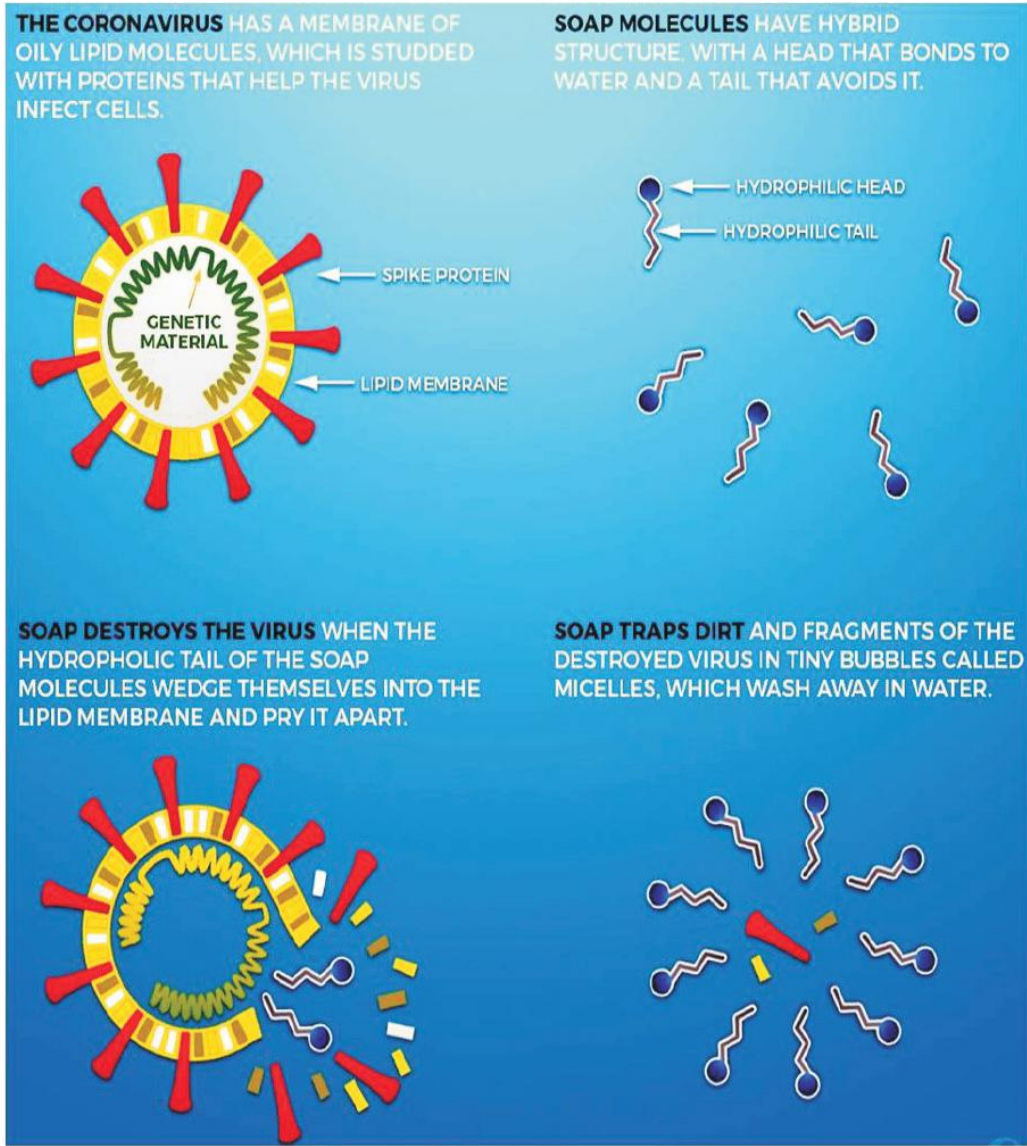 THE CORONAVIRUS HAS A MEMBRANE OF
OILY LIPID MOLECULES, WHICH IS STUDDED
WITH PROTEINS THAT HELP THE VIRUS
INFECT CELLS.
SPIKE PROTEIN
GENETIC
MATERIAL
LIPID MEMBRANE
SOAP MOLECULES HAVE HYBRID
STRUCTURE, WITH A HEAD THAT BONDS TO
WATER AND A TAIL THAT AVOIDS IT.
HYDROPHILIC HEAD
HYDROPHILIC TAIL
SOAP DESTROYS THE VIRUS WHEN THE
HYDROPHOLIC TAIL OF THE SOAP
MOLECULES WEDGE THEMSELVES INTO THE
LIPID MEMBRANE AND PRY IT APART.
SOAP TRAPS DIRT AND FRAGMENTS OF THE
DESTROYED VIRUS IN TINY BUBBLES CALLED
MICELLES, WHICH WASH AWAY IN WATER.